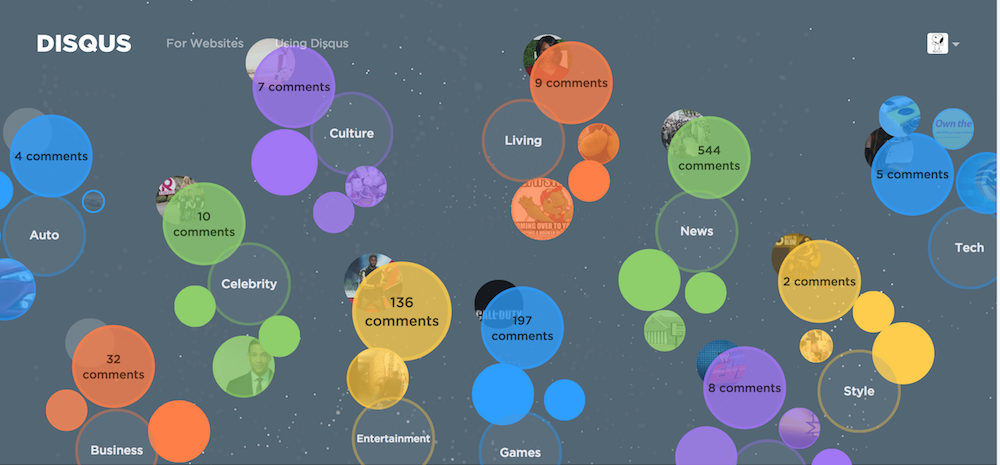 DISQUS
For Websites
Using Disqus
7 comments
9 comments
Culture
Living
4 comments
544
comments
Own the
5 comments
10
comments
Auto
News
Tech
Celebrity
2 comments
136
comments
CALL OF DUTY
197
comments
32
comments
8 comments
Style
Entertainment
Business
Games